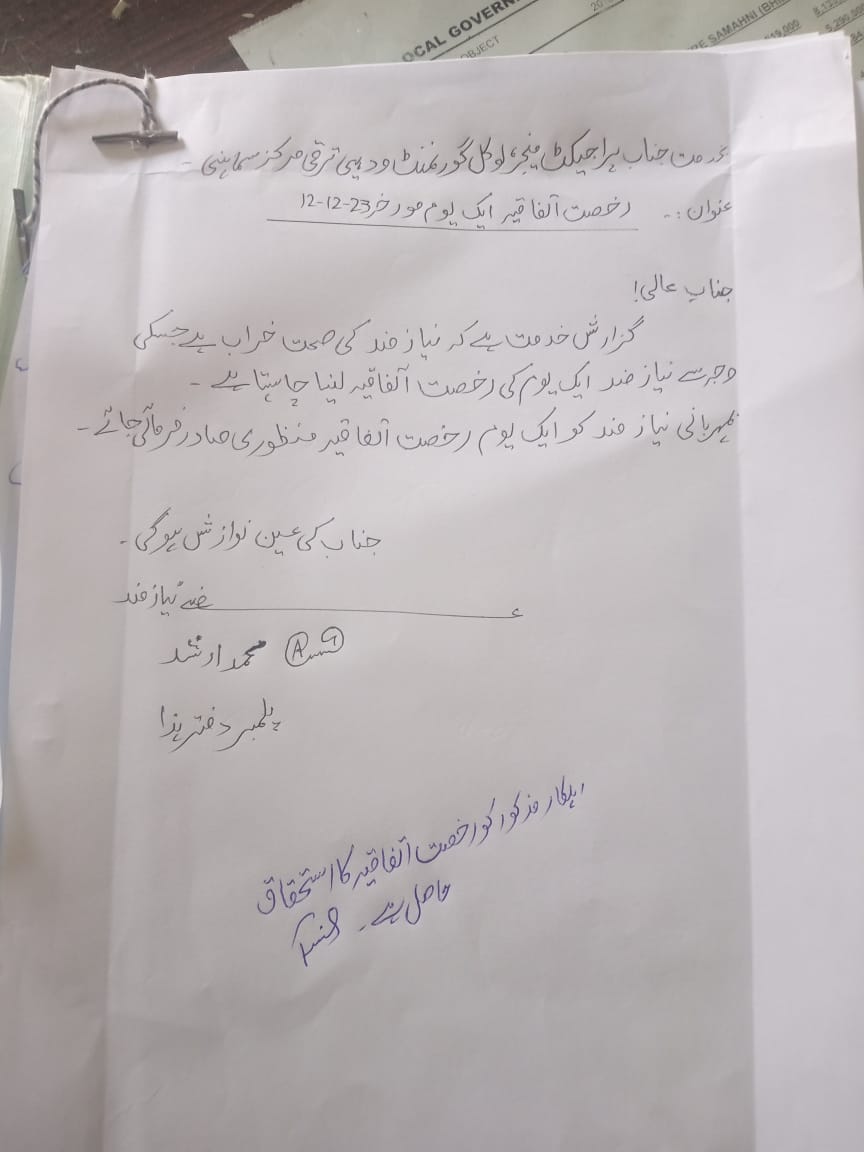 OCAL GOVERN
OBJECT
RE SAMAHNI (BHI
بخدمت جناب پراجیکٹ منیجر، لوکل گورنمنٹ و دیہی ترقی مرکز سماہنی۔
عنوان :۔ رخصت اتفاقیہ ایک یوم مورخہ 23-12-12
جناب عالی!
گزارش خدمت ہے کہ نیاز مند کی صحت خراب ہے جسکی
وجہ سے نیاز مند ایک یوم کی رخصت اتفاقیہ لینا چاہتا ہے۔
بمہربانی نیاز مند کو ایک یوم رخصت اتفاقیہ منظوری صادر فرمائی جائے۔
جناب کی عین نوازش ہوگی۔
عرضے نیاز مند
محمد ارشد
پلمبر دفتر ہذا
اہلکار مذکور کو رخصت اتفاقیہ کا استحقاق
حاصل ہے۔